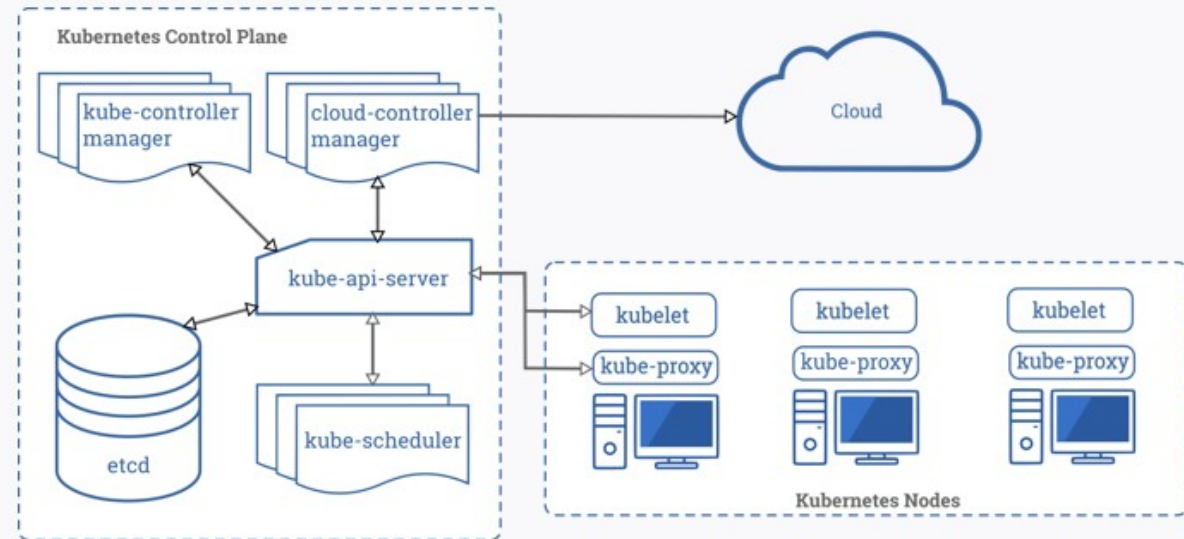 Kubernetes Control Plane
kube-controller
manager
cloud-controller
manager
Cloud
kube-api-server
etcd
kube-scheduler
kubelet
kube-proxy
kubelet
kube-proxy
kubelet
kube-proxy
Kubernetes Nodes